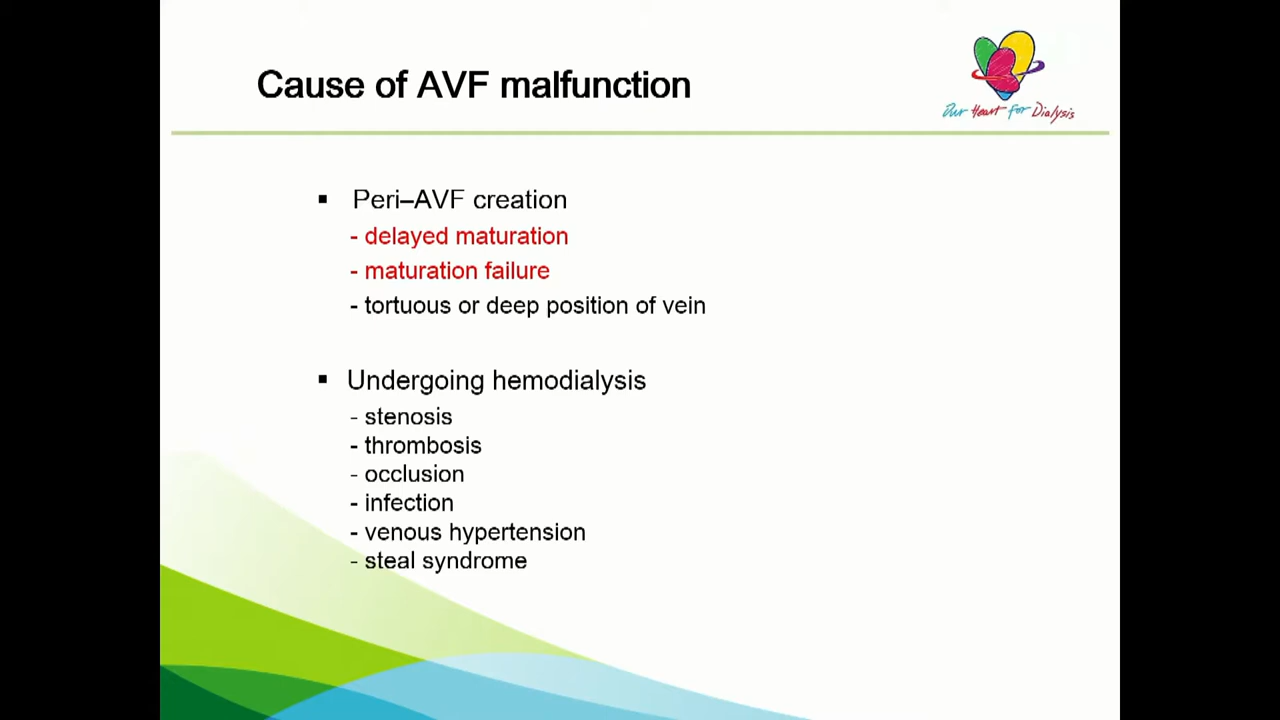 Cause of AVF malfunction
Our Heart for Dialysis
▪ Peri–AVF creation
- delayed maturation
- maturation failure
- tortuous or deep position of vein
▪ Undergoing hemodialysis
- stenosis
- thrombosis
- occlusion
- infection
- venous hypertension
- steal syndrome